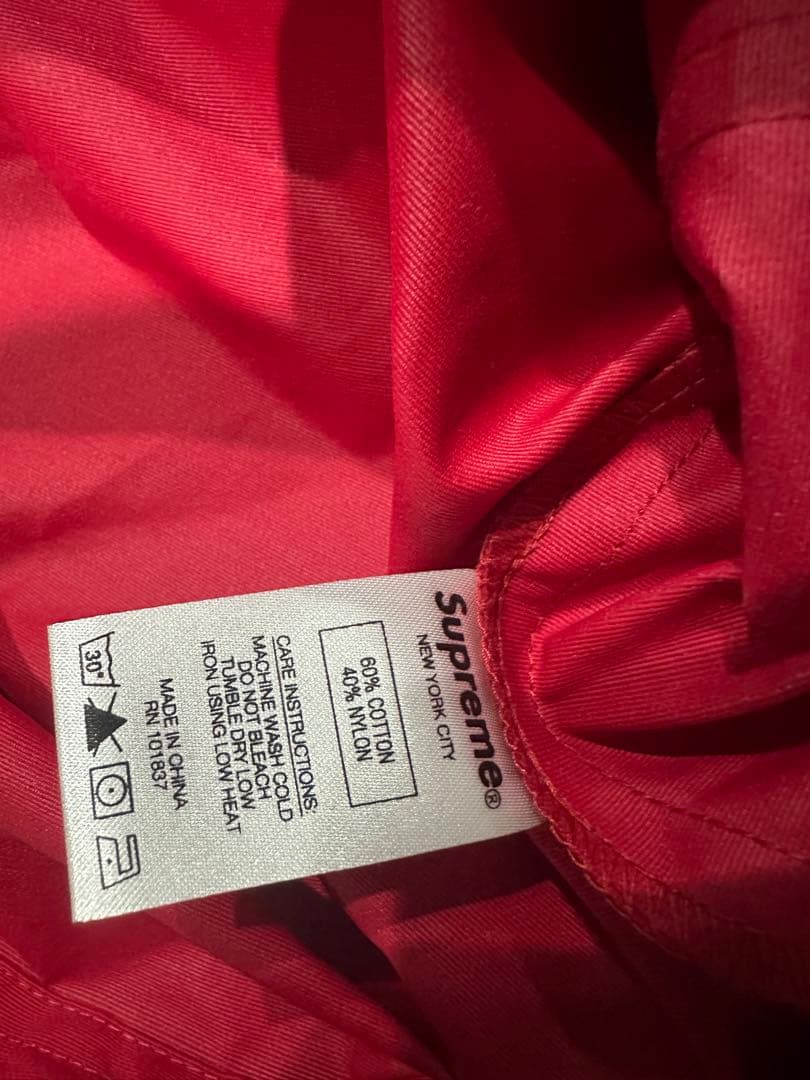 Supreme®
NEW YORK CITY
60% COTTON
40% NYLON
CARE INSTRUCTIONS:
MACHINE WASH COLD
DO NOT BLEACH
TUMBLE DRY LOW
IRON USING LOW HEAT
MADE IN CHINA
RN 101837
30°